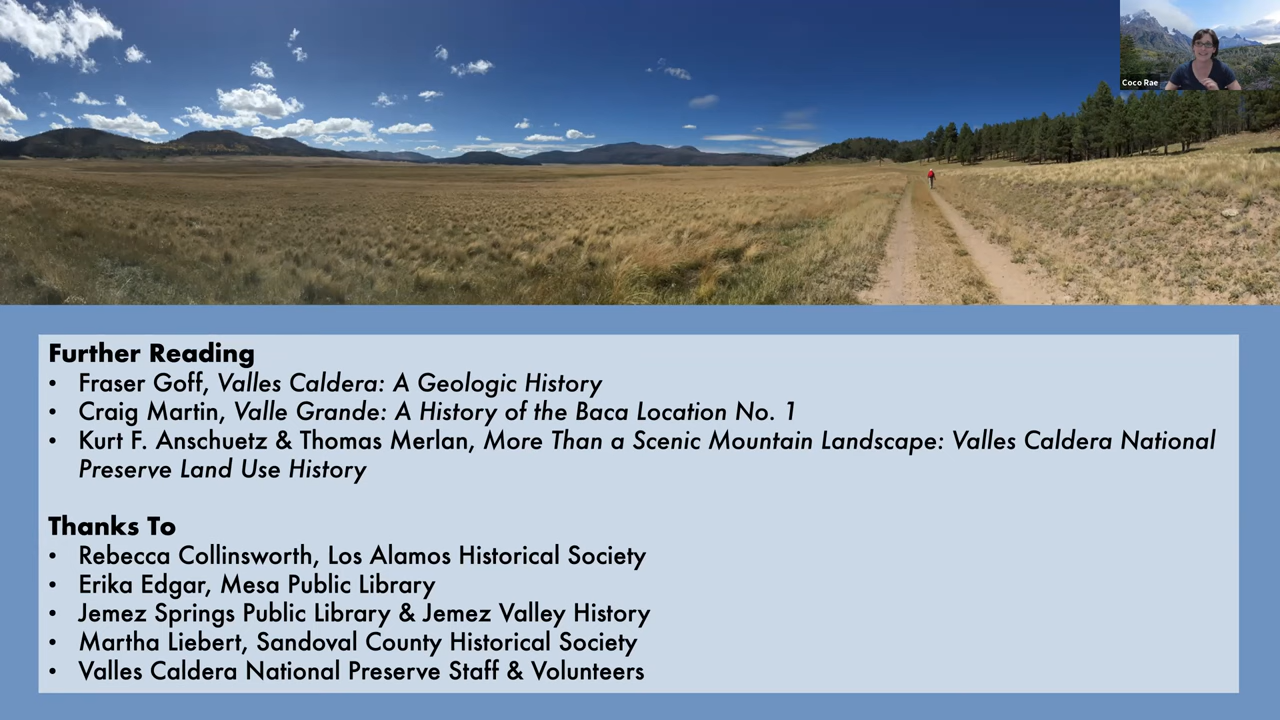 Coco Rae
Further Reading
• Fraser Goff, Valles Caldera: A Geologic History
• Craig Martin, Valle Grande: A History of the Baca Location No. 1
• Kurt F. Anschuetz & Thomas Merlan, More Than a Scenic Mountain Landscape: Valles Caldera National
Preserve Land Use History
Thanks To
• Rebecca Collinsworth, Los Alamos Historical Society
• Erika Edgar, Mesa Public Library
• Jemez Springs Public Library & Jemez Valley History
• Martha Liebert, Sandoval County Historical Society
• Valles Caldera National Preserve Staff & Volunteers